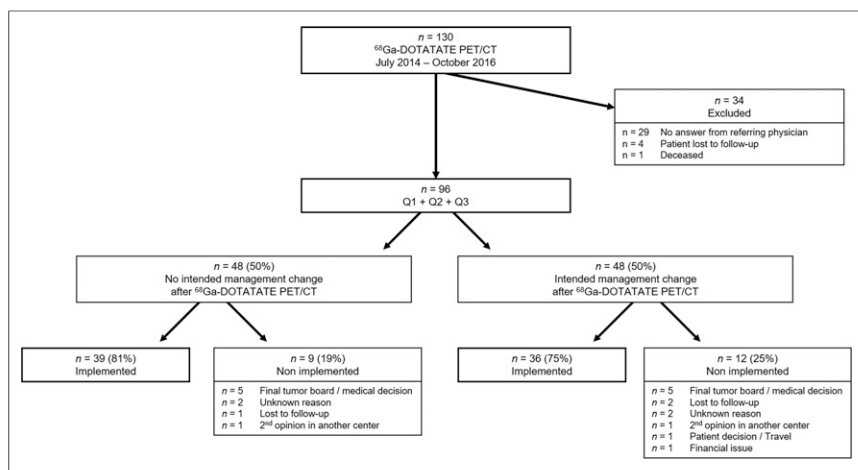 n = 130
⁶⁸Ga-DOTATATE PET/CT
July 2014 – October 2016
n = 34
Excluded
n = 29 No answer from referring physician
n = 4 Patient lost to follow-up
n = 1 Deceased
n = 96
Q1 + Q2 + Q3
n = 48 (50%)
No intended management change
after ⁶⁸Ga-DOTATATE PET/CT
n = 48 (50%)
Intended management change
after ⁶⁸Ga-DOTATATE PET/CT
n = 39 (81%)
Implemented
n = 9 (19%)
Non implemented
n = 5 Final tumor board / medical decision
n = 2 Unknown reason
n = 1 Lost to follow-up
n = 1 2nd opinion in another center
n = 36 (75%)
Implemented
n = 12 (25%)
Non implemented
n = 5 Final tumor board / medical decision
n = 2 Lost to follow-up
n = 2 Unknown reason
n = 1 2nd opinion in another center
n = 1 Patient decision / Travel
n = 1 Financial issue